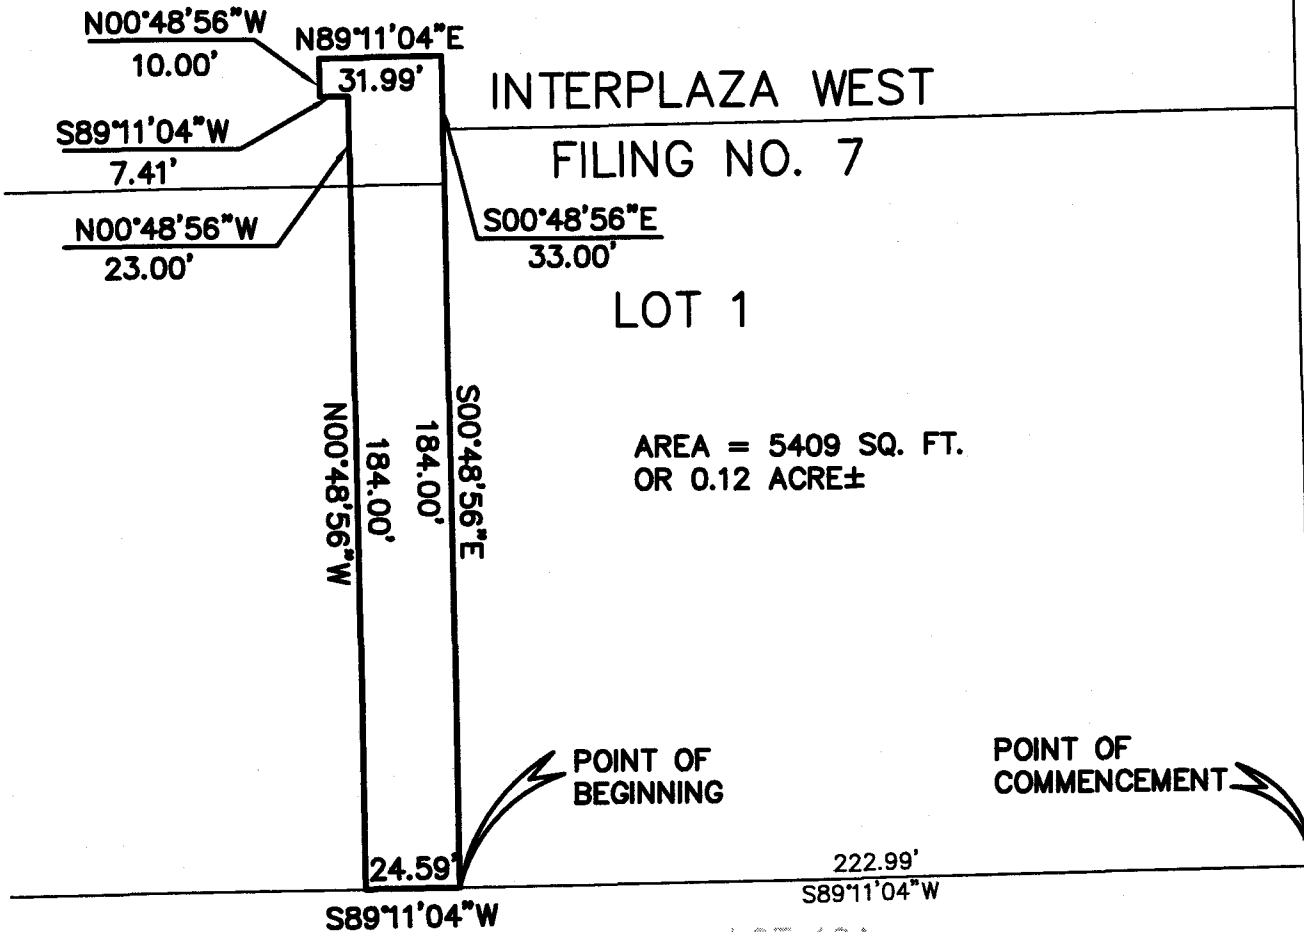 N00°48'56"W
10.00'
N89°11'04"E
31.99'
INTERPLAZA WEST
S89°11'04"W
7.41'
FILING NO. 7
N00°48'56"W
23.00'
S00°48'56"E
33.00'
LOT 1
N00°48'56"W
184.00'
184.00'
S00°48'56"E
AREA = 5409 SQ. FT.
OR 0.12 ACRE±
POINT OF
BEGINNING
POINT OF
COMMENCEMENT
24.59'
S89°11'04"W
222.99'
S89°11'04"W